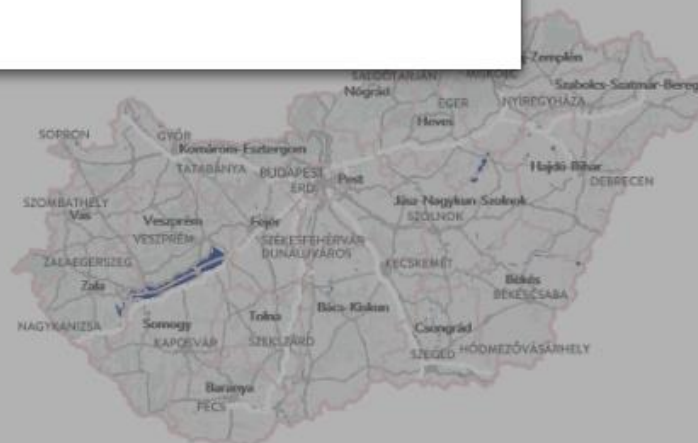 -Zemplén
SALGÓTARJÁN
MISKOLC
Nógrád
Szabolcs-Szatmár-Bereg
EGER
NYÍREGYHÁZA
Heves
SOPRON
GYŐR
Komárom-Esztergom
TATABÁNYA
BUDAPEST
ÉRD
Pest
Hajdú-Bihar
DEBRECEN
Jász-Nagykun-Szolnok
SZOLNOK
SZOMBATHELY
Vas
Veszprém
VESZPRÉM
Fejér
SZÉKESFEHÉRVÁR
DUNAÚJVÁROS
ZALAEGERSZEG
Zala
KECSKEMÉT
Békés
BÉKÉSCSABA
NAGYKANIZSA
Somogy
KAPOSVÁR
Tolna
SZEKSZÁRD
Bács-Kiskun
Csongrád
SZEGED
HÓDMEZŐVÁSÁRHELY
Baranya
PÉCS